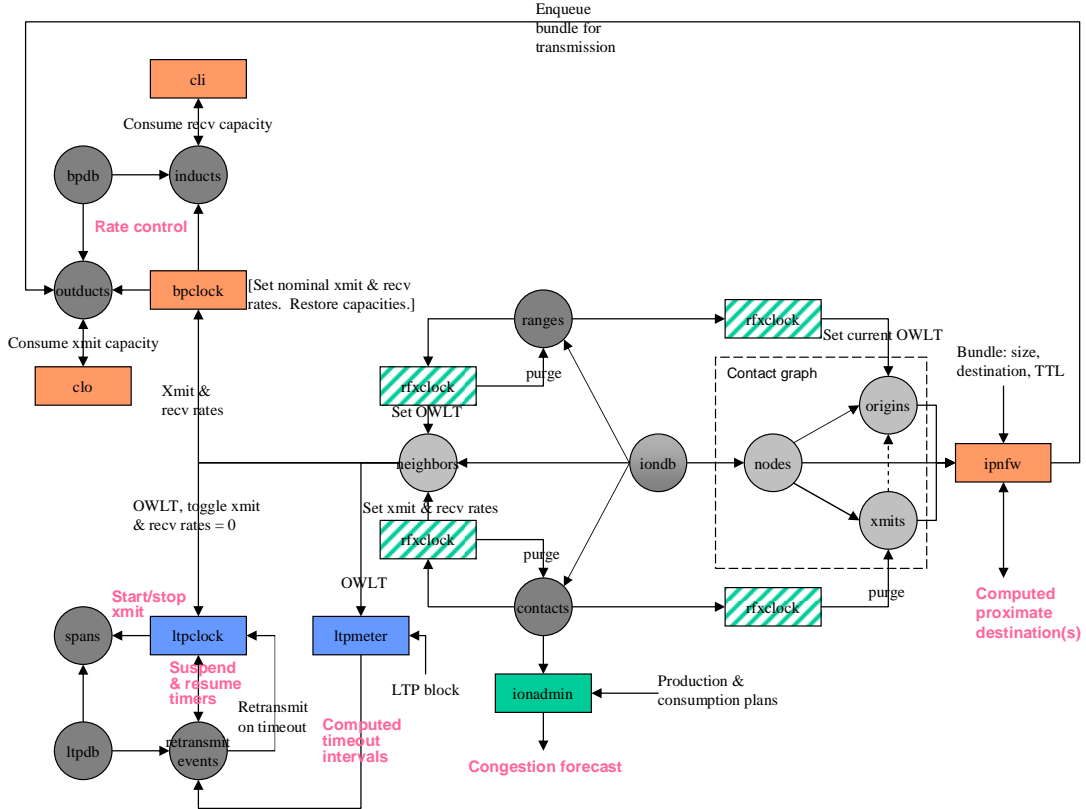 Enqueue
bundle for
transmission
cli
Consume recv capacity
bpdb
inducts
Rate control
outducts
bpclock
[Set nominal xmit & recv
rates.  Restore capacities.]
Consume xmit capacity
clo
Xmit &
recv rates
ranges
rfxclock
Set current OWLT
purge
rfxclock
Set OWLT
Contact graph
Bundle: size,
destination, TTL
origins
neighbors
iondb
nodes
ipnfw
OWLT, toggle xmit
& recv rates = 0
Set xmit & recv rates
rfxclock
purge
xmits
OWLT
contacts
rfxclock
purge
Computed
proximate
destination(s)
Start/stop
xmit
spans
ltpclock
ltpmeter
LTP block
Suspend
& resume
timers
Retransmit
on timeout
ionadmin
Production &
consumption plans
ltpdb
retransmit
events
Computed
timeout
intervals
Congestion forecast